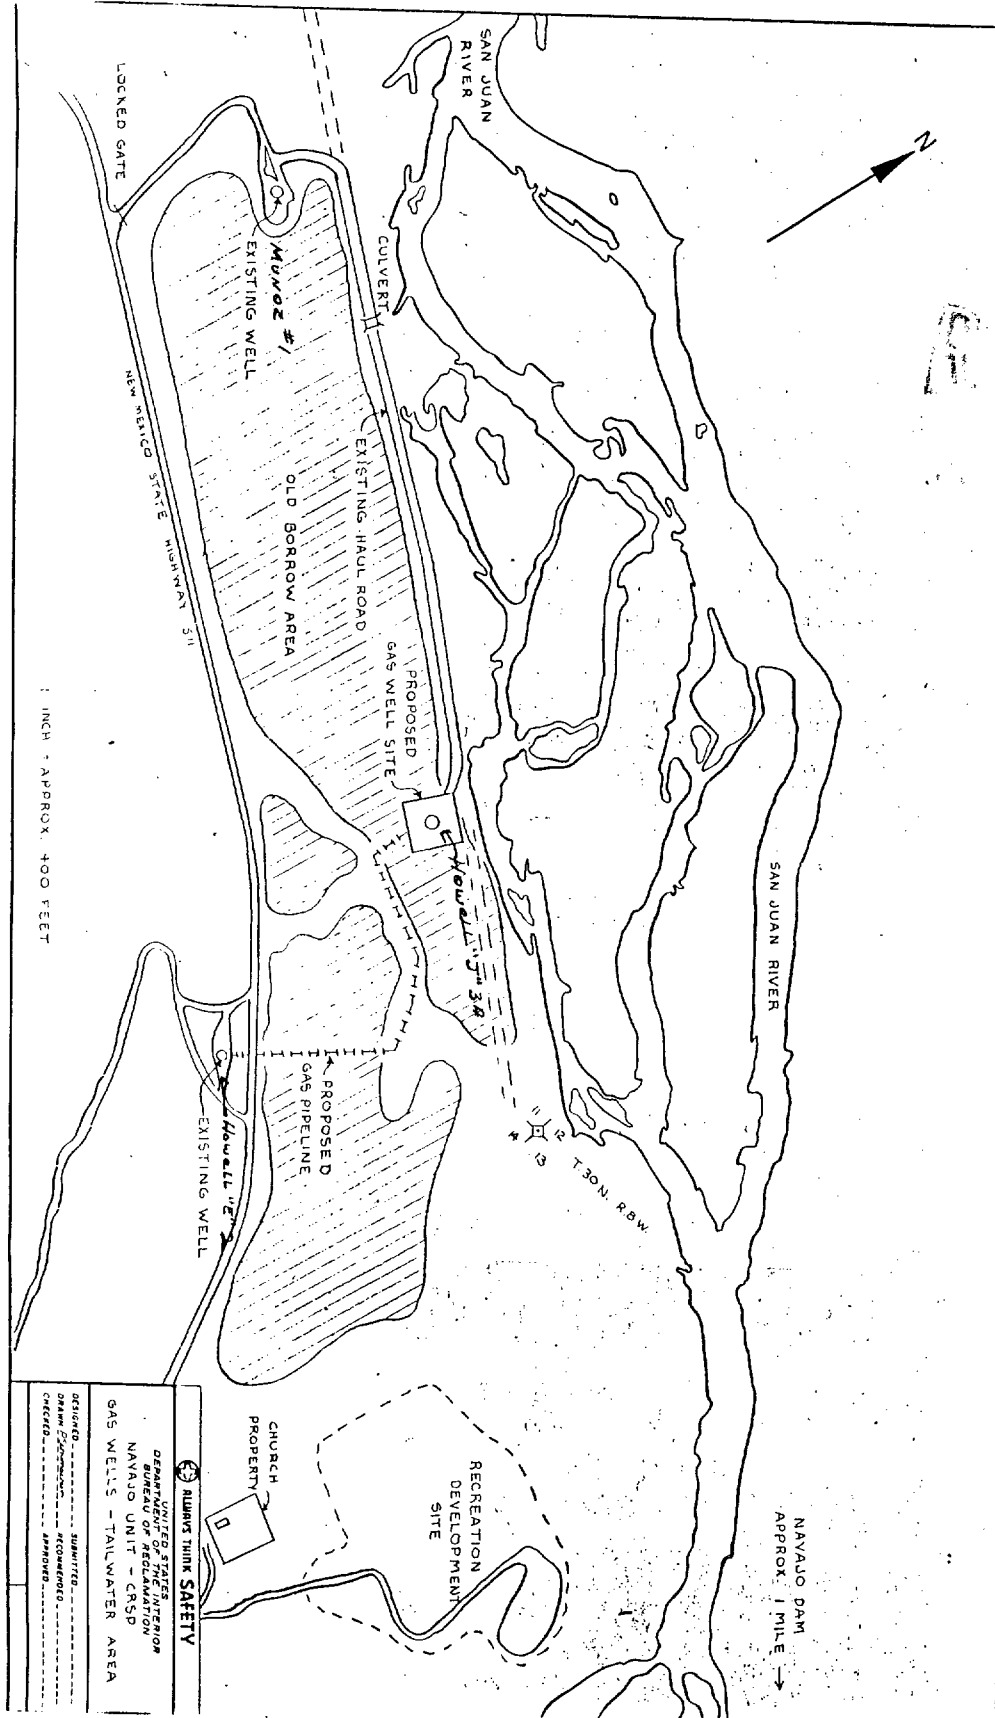 SAN JUAN
RIVER
N
LOCKED GATE
CULVERT
MUNOZ #1
EXISTING WELL
NEW MEXICO STATE HIGHWAY 511
EXISTING HAUL ROAD
OLD BORROW AREA
PROPOSED
GAS WELL SITE
Howell "J" 3A
SAN JUAN RIVER
1 INCH = APPROX. 400 FEET
PROPOSED
GAS PIPELINE
Howell "E" 2
EXISTING WELL
11
12
14
13
T. 30 N. R. 8 W.
NAVAJO DAM
APPROX. 1 MILE →
RECREATION
DEVELOPMENT
SITE
CHURCH
PROPERTY
ALWAYS THINK SAFETY
UNITED STATES
DEPARTMENT OF THE INTERIOR
BUREAU OF RECLAMATION
NAVAJO UNIT - CRSP
GAS WELLS - TAILWATER AREA
DESIGNED SUBMITTED
DRAWN RECOMMENDED
CHECKED APPROVED